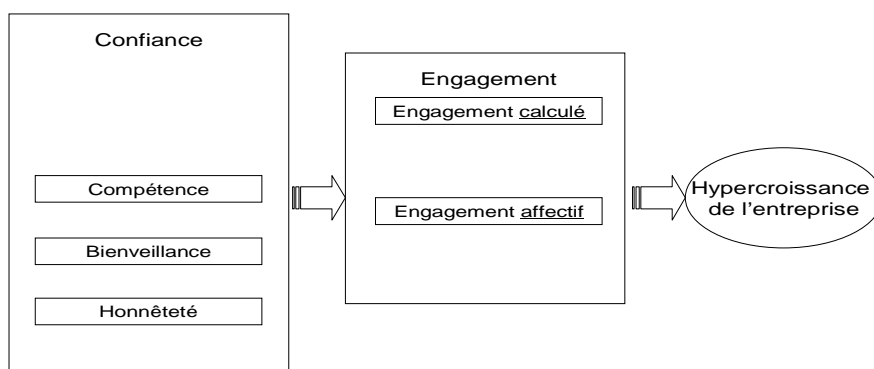 Confiance
Compétence
Bienveillance
Honnêteté
Engagement
Engagement calculé
Engagement affectif
Hypercroissance
de l'entreprise